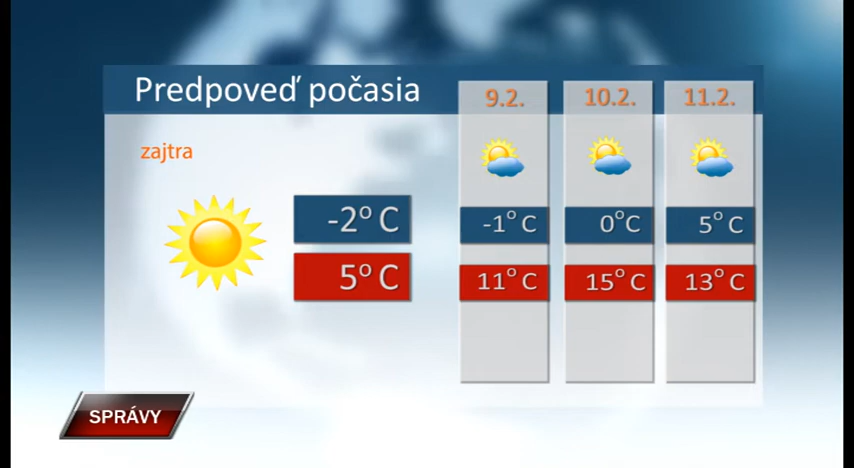 Predpoveď počasia
zajtra
-2° C
5° C
9.2.
-1° C
11° C
10.2.
0°C
15° C
11.2.
5° C
13° C
SPRÁVY